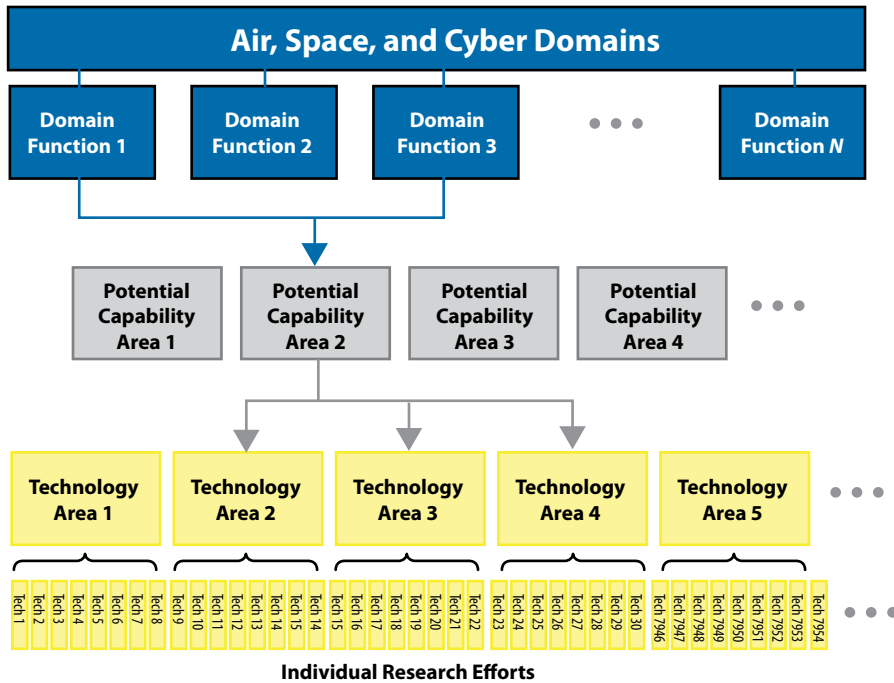 Air, Space, and Cyber Domains
Domain
Function 1
Domain
Function 2
Domain
Function 3
Domain
Function N
Potential
Capability
Area 1
Potential
Capability
Area 2
Potential
Capability
Area 3
Potential
Capability
Area 4
Technology
Area 1
Technology
Area 2
Technology
Area 3
Technology
Area 4
Technology
Area 5
Tech 1
Tech 2
Tech 3
Tech 4
Tech 5
Tech 6
Tech 7
Tech 8
Tech 9
Tech 10
Tech 11
Tech 12
Tech 13
Tech 14
Tech 15
Tech 14
Tech 15
Tech 16
Tech 17
Tech 18
Tech 19
Tech 20
Tech 21
Tech 22
Tech 23
Tech 24
Tech 25
Tech 26
Tech 27
Tech 28
Tech 29
Tech 30
Tech 7946
Tech 7947
Tech 7948
Tech 7949
Tech 7950
Tech 7951
Tech 7952
Tech 7953
Tech 7954
Individual Research Efforts